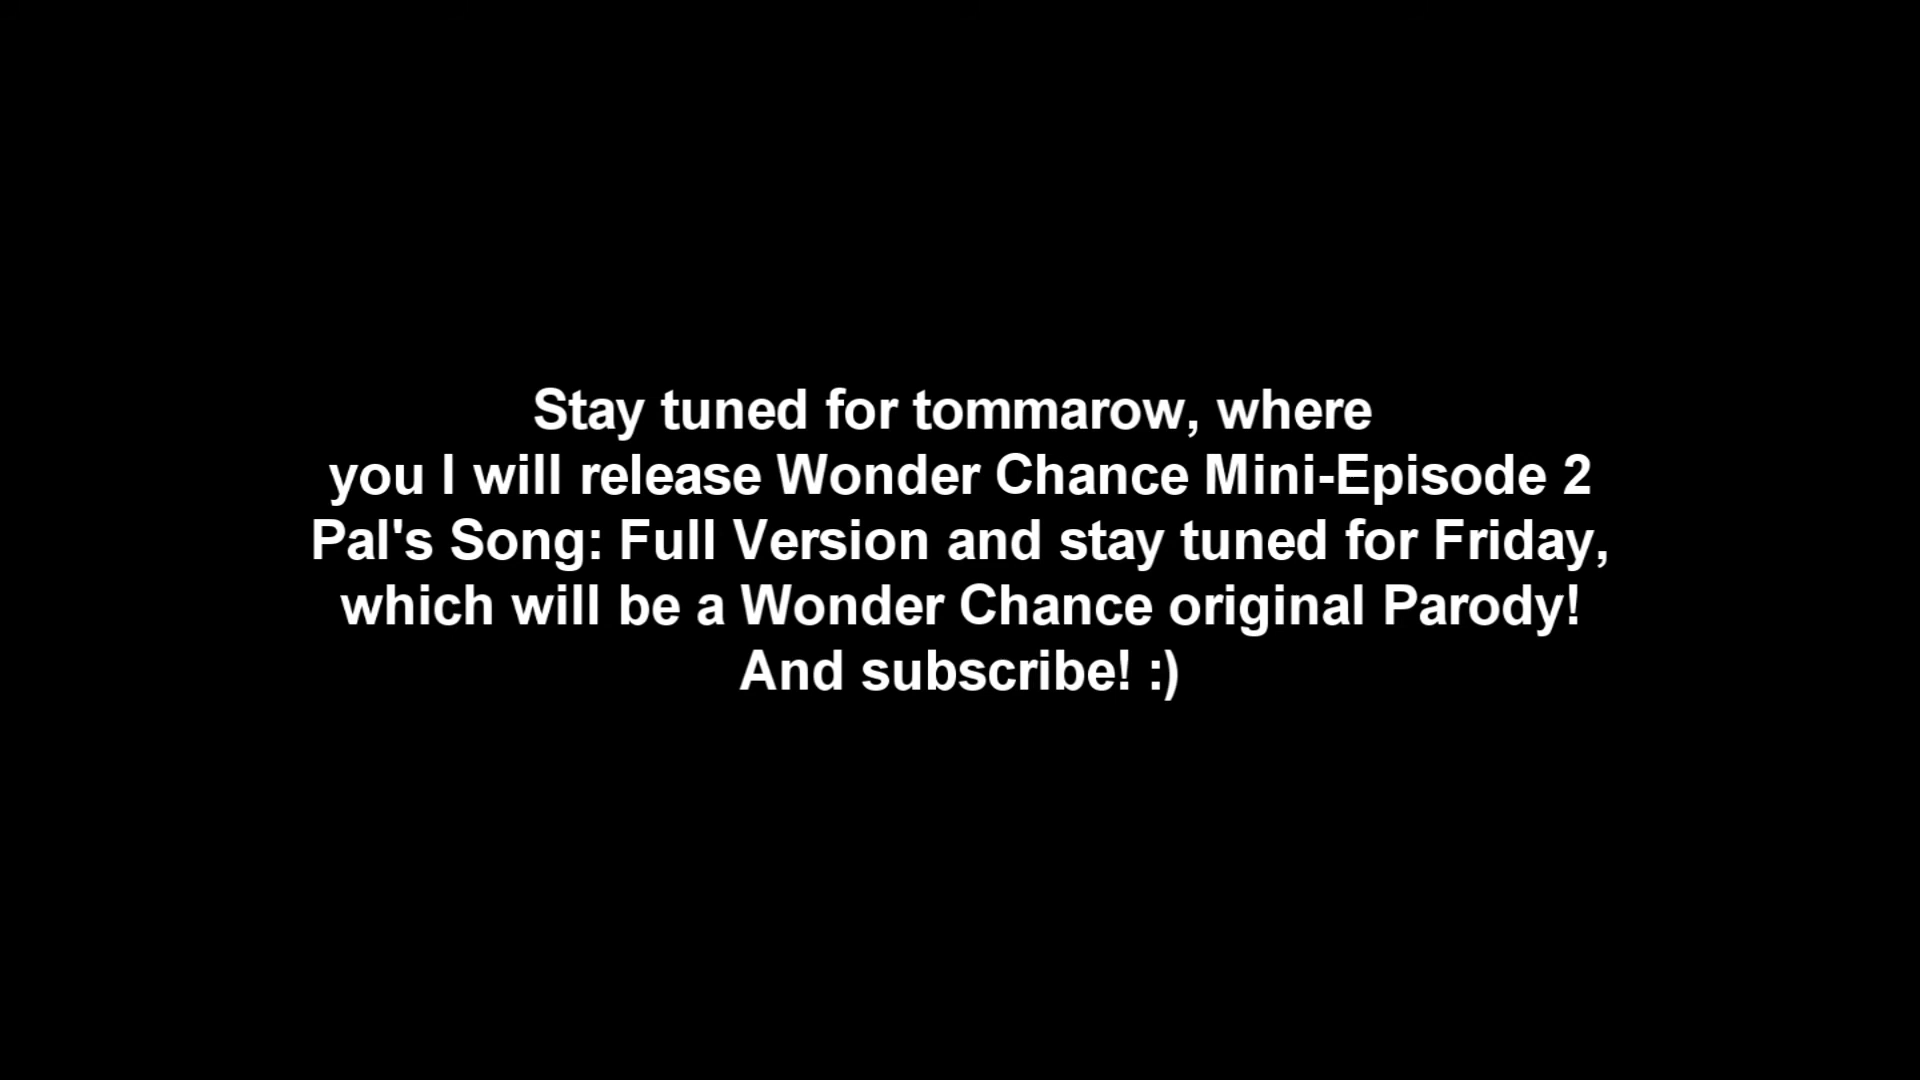 Stay tuned for tommarow, where
you I will release Wonder Chance Mini-Episode 2
Pal's Song: Full Version and stay tuned for Friday,
which will be a Wonder Chance original Parody!
And subscribe! :)